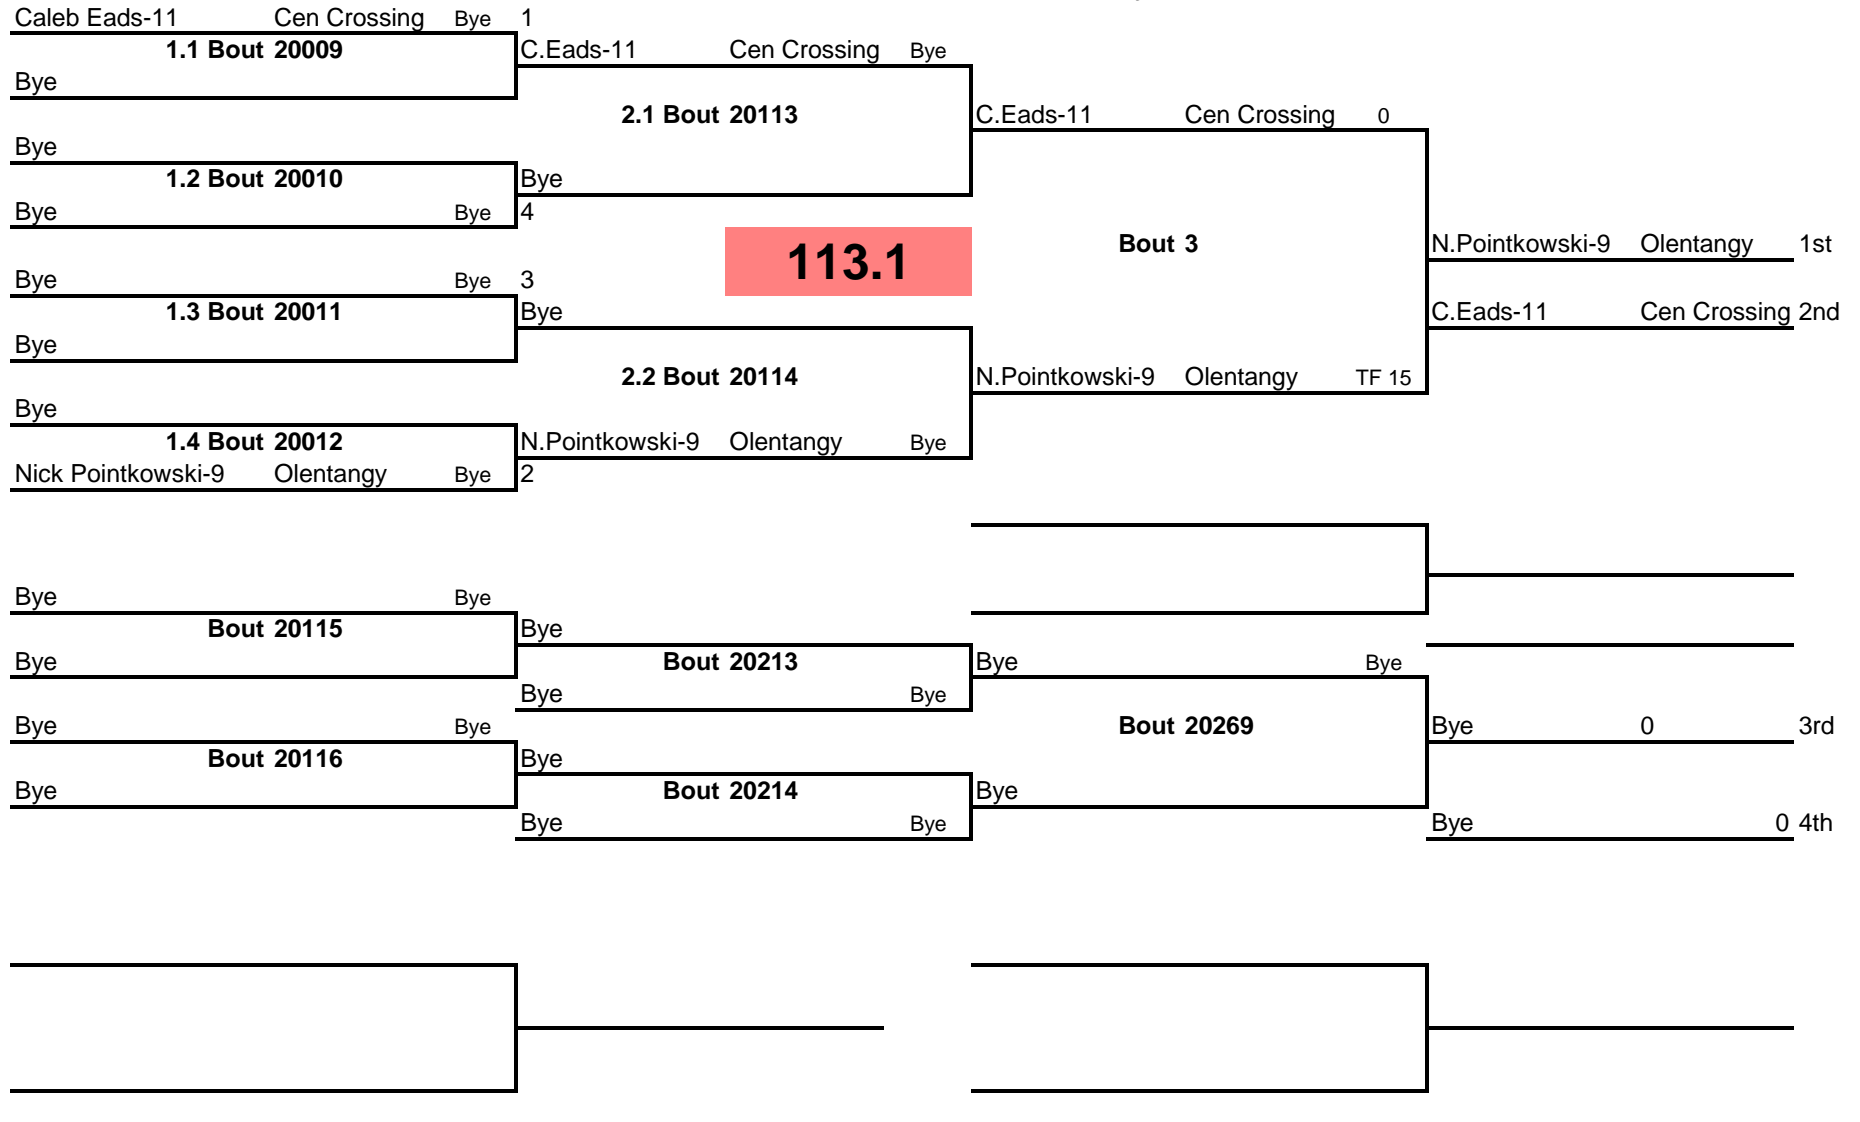 Caleb Eads-11 Cen Crossing Bye 1
1.1 Bout 20009 C.Eads-11 Cen Crossing Bye
Bye
2.1 Bout 20113 C.Eads-11 Cen Crossing 0
Bye
1.2 Bout 20010 Bye
Bye Bye 4
113.1 Bout 3 N.Pointkowski-9 Olentangy 1st
Bye Bye 3
1.3 Bout 20011 Bye C.Eads-11 Cen Crossing 2nd
Bye
2.2 Bout 20114 N.Pointkowski-9 Olentangy TF 15
Bye
1.4 Bout 20012 N.Pointkowski-9 Olentangy Bye
Nick Pointkowski-9 Olentangy Bye 2
Bye Bye
Bout 20115 Bye
Bye Bout 20213 Bye Bye
Bye Bye
Bye Bye Bout 20269 Bye 0 3rd
Bout 20116 Bye
Bye Bout 20214 Bye
Bye Bye Bye 0 4th